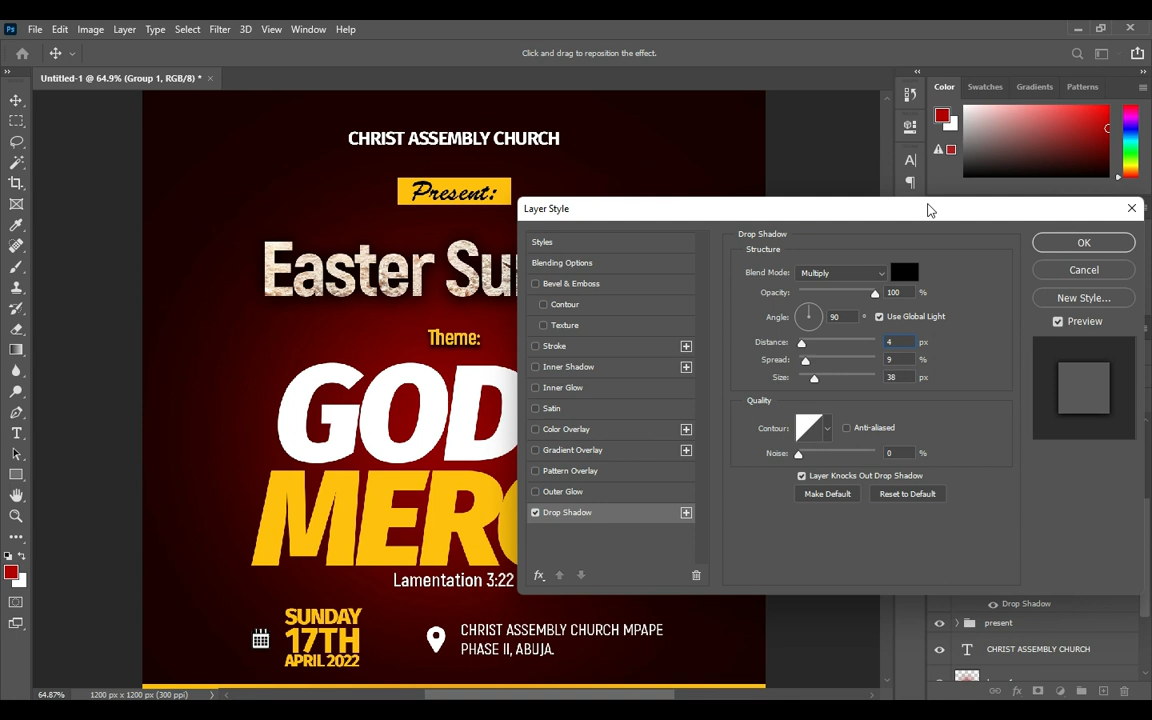 Ps File Edit Image Layer Type Select Filter 3D View Window Help
Click and drag to reposition the effect.
Untitled-1 @ 64.9% (Group 1, RGB/8) *
Color Swatches Gradients Patterns
CHRIST ASSEMBLY CHURCH
Present:
Easter Su
Theme:
GOD
MERC
Lamentation 3:22
SUNDAY
17TH
APRIL 2022
CHRIST ASSEMBLY CHURCH MPAPE
PHASE II, ABUJA.
Layer Style
Styles
Blending Options
Bevel & Emboss
Contour
Texture
Stroke
Inner Shadow
Inner Glow
Satin
Color Overlay
Gradient Overlay
Pattern Overlay
Outer Glow
Drop Shadow
fx
Drop Shadow
Structure
Blend Mode: Multiply
Opacity: 100 %
Angle: 90 ° Use Global Light
Distance: 4 px
Spread: 9 %
Size: 38 px
Quality
Contour: Anti-aliased
Noise: 0 %
Layer Knocks Out Drop Shadow
Make Default Reset to Default
OK
Cancel
New Style...
Preview
Drop Shadow
present
T CHRIST ASSEMBLY CHURCH
fx
64.87% 1200 px x 1200 px (300 ppi)